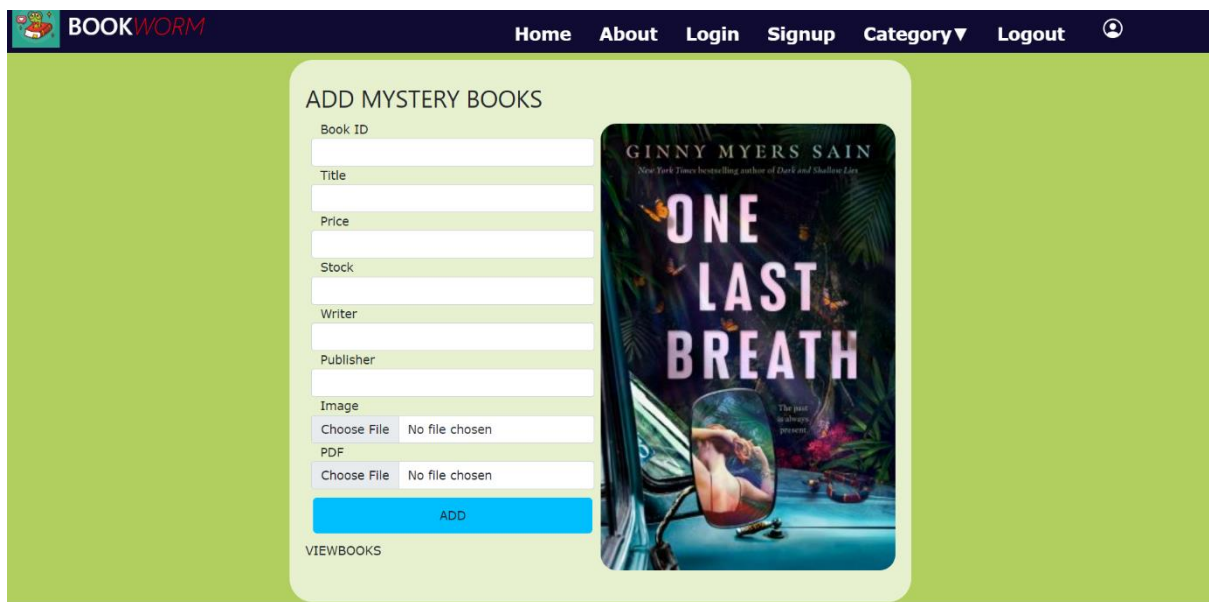 BOOKWORM
Home About Login Signup Category▼ Logout
ADD MYSTERY BOOKS
Book ID
Title
Price
Stock
Writer
Publisher
Image
Choose File No file chosen
PDF
Choose File No file chosen
ADD
VIEWBOOKS
GINNY MYERS SAIN
New York Times bestselling author of Dark and Shallow Lies
ONE
LAST
BREATH
The past
is always
present.